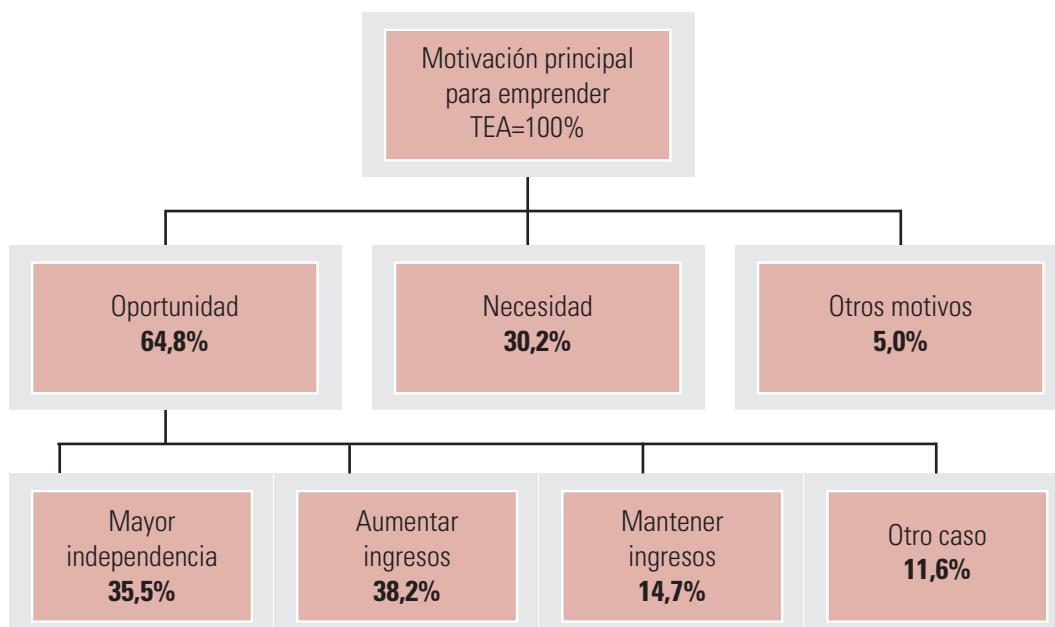 Motivación principal
para emprender
TEA=100%
Oportunidad
64,8%
Necesidad
30,2%
Otros motivos
5,0%
Mayor
independencia
35,5%
Aumentar
ingresos
38,2%
Mantener
ingresos
14,7%
Otro caso
11,6%